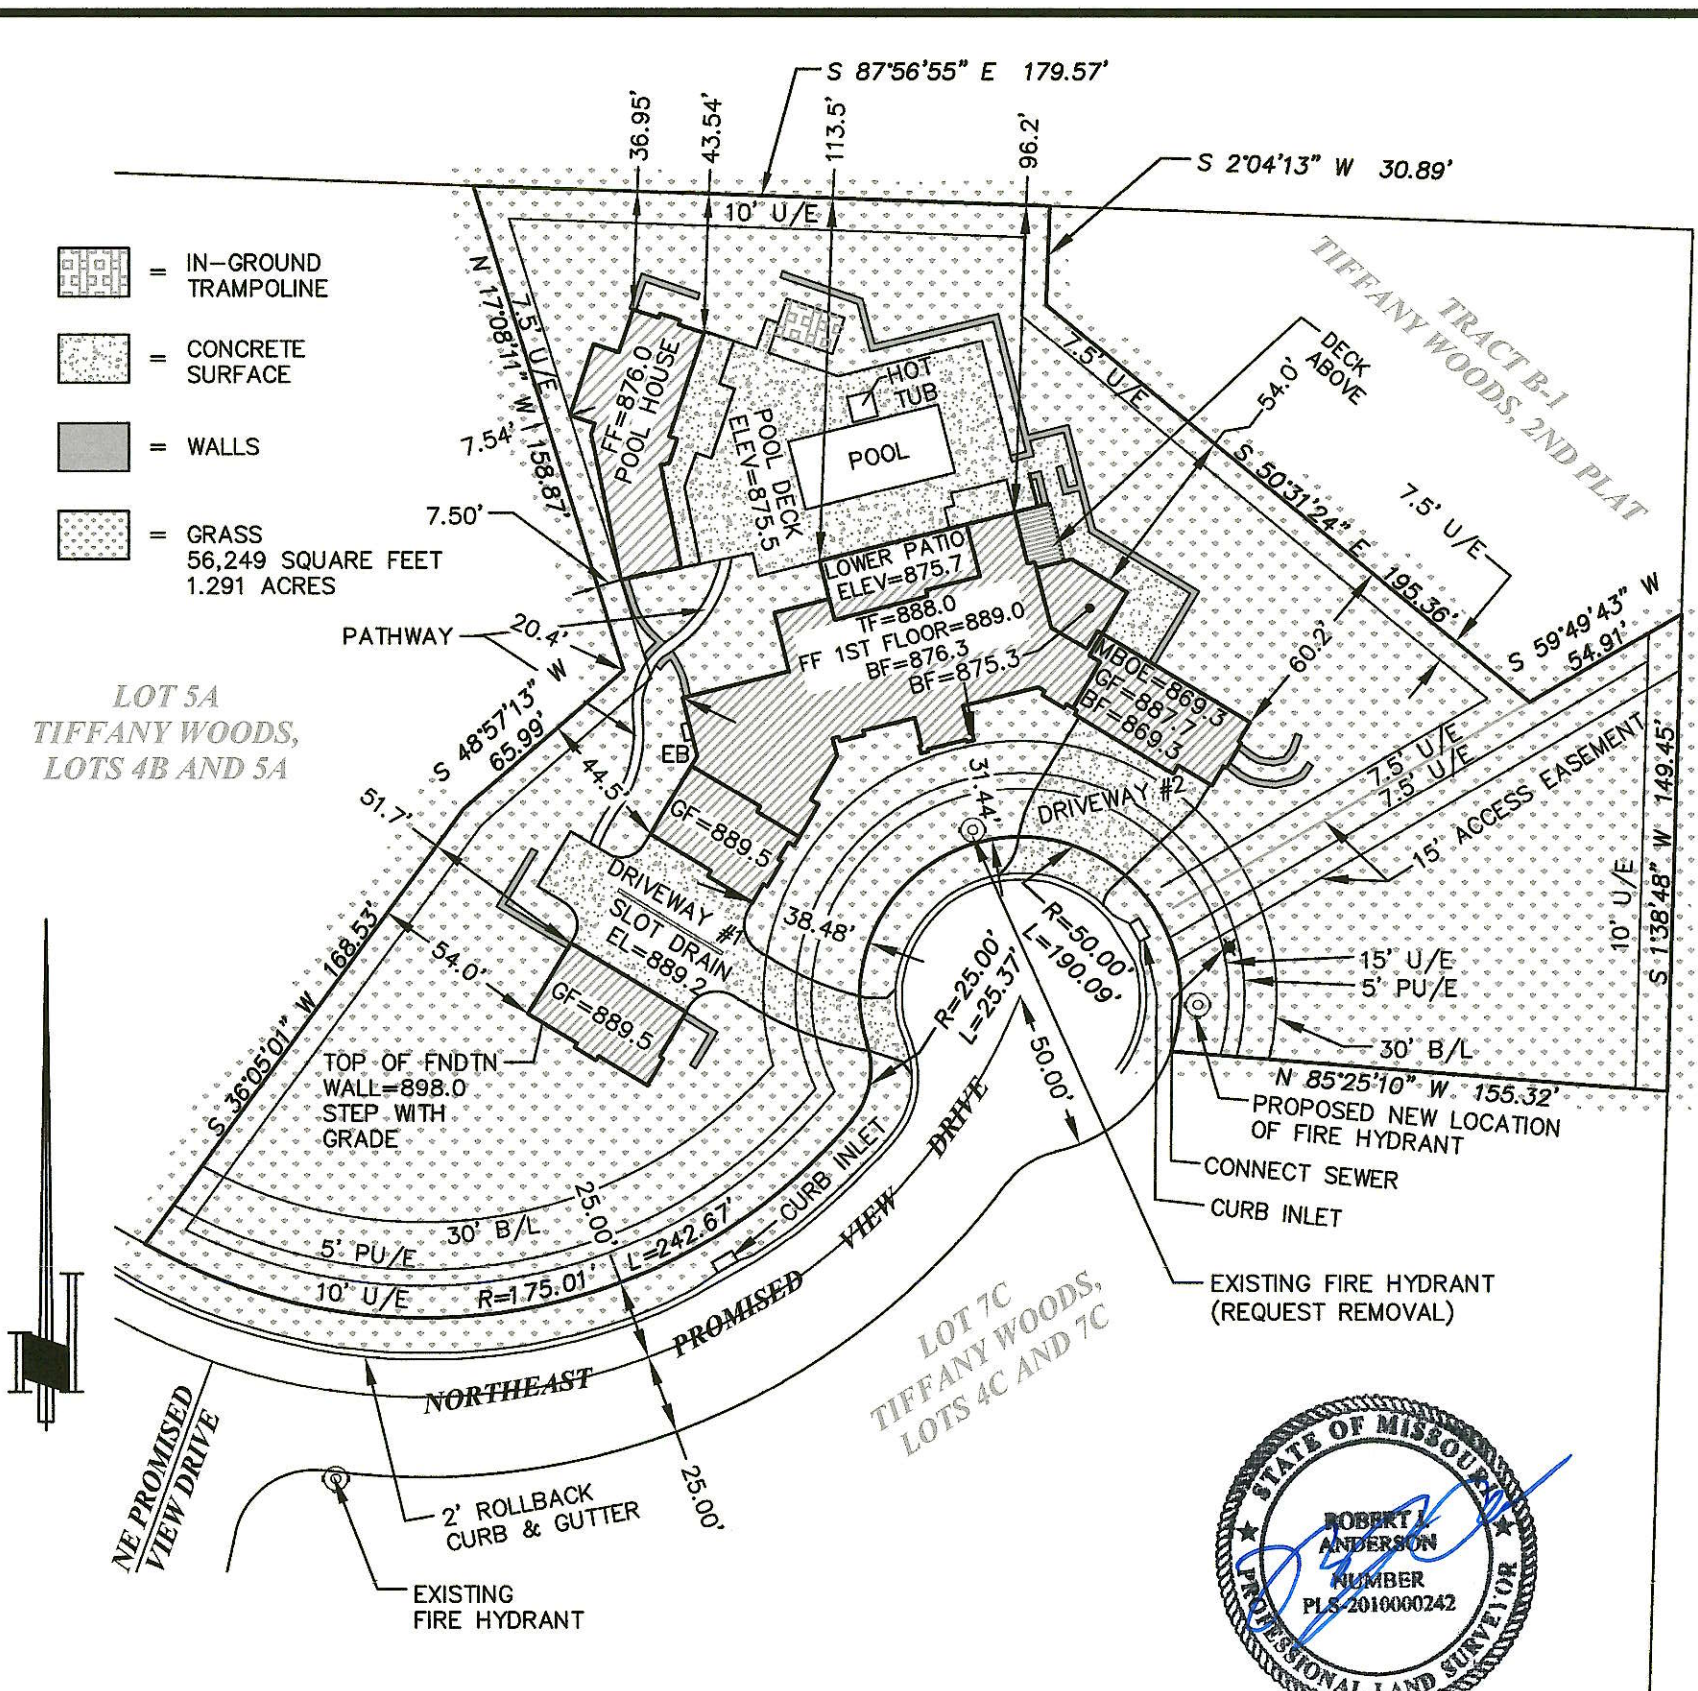 S 87°56'55" E 179.57'
36.95'
43.54'
113.5'
96.2'
S 2°04'13" W 30.89'
10' U/E
= IN-GROUND
TRAMPOLINE
= CONCRETE
SURFACE
= WALLS
= GRASS
56,249 SQUARE FEET
1.291 ACRES
TRACT B-1
TIFFANY WOODS, 2ND PLAT
N 17°08'11" W 158.87'
7.5' U/E
7.54'
7.50'
FF=876.0
POOL HOUSE
POOL DECK
ELEV=875.5
HOT
TUB
POOL
7.5' U/E
DECK
ABOVE
54.0'
S 50°31'24" E 195.36'
7.5' U/E
S 59°49'43" W
54.91'
LOWER PATIO
ELEV=875.7
TF=888.0
FF 1ST FLOOR=889.0
BF=876.3
BF=875.3
MBOE=869.3
GF=887.7
BF=869.3
60.2'
PATHWAY
20.4'
LOT 5A
TIFFANY WOODS,
LOTS 4B AND 5A
S 48°57'13" W
65.99'
EB
44.5'
51.7'
GF=889.5
31.44'
DRIVEWAY #2
7.5' U/E
7.5' U/E
15' ACCESS EASEMENT
S 1°38'48" W 149.45'
10' U/E
DRIVEWAY #1
SLOT DRAIN
EL=889.2
38.48'
R=50.00'
L=190.09'
R=25.00'
L=25.37'
S 36°05'01" W 168.53'
54.0'
GF=889.5
15' U/E
5' PU/E
30' B/L
N 85°25'10" W 155.32'
TOP OF FNDTN
WALL=898.0
STEP WITH
GRADE
50.00'
PROPOSED NEW LOCATION
OF FIRE HYDRANT
CONNECT SEWER
CURB INLET
CURB INLET
30' B/L
5' PU/E
10' U/E
25.00'
R=175.01'
L=242.67'
NORTHEAST PROMISED VIEW DRIVE
EXISTING FIRE HYDRANT
(REQUEST REMOVAL)
LOT 7C
TIFFANY WOODS,
LOTS 4C AND 7C
NE PROMISED
VIEW DRIVE
2' ROLLBACK
CURB & GUTTER
25.00'
EXISTING
FIRE HYDRANT
STATE OF MISSOURI
ROBERT L.
ANDERSON
NUMBER
PLS-2010000242
PROFESSIONAL LAND SURVEYOR